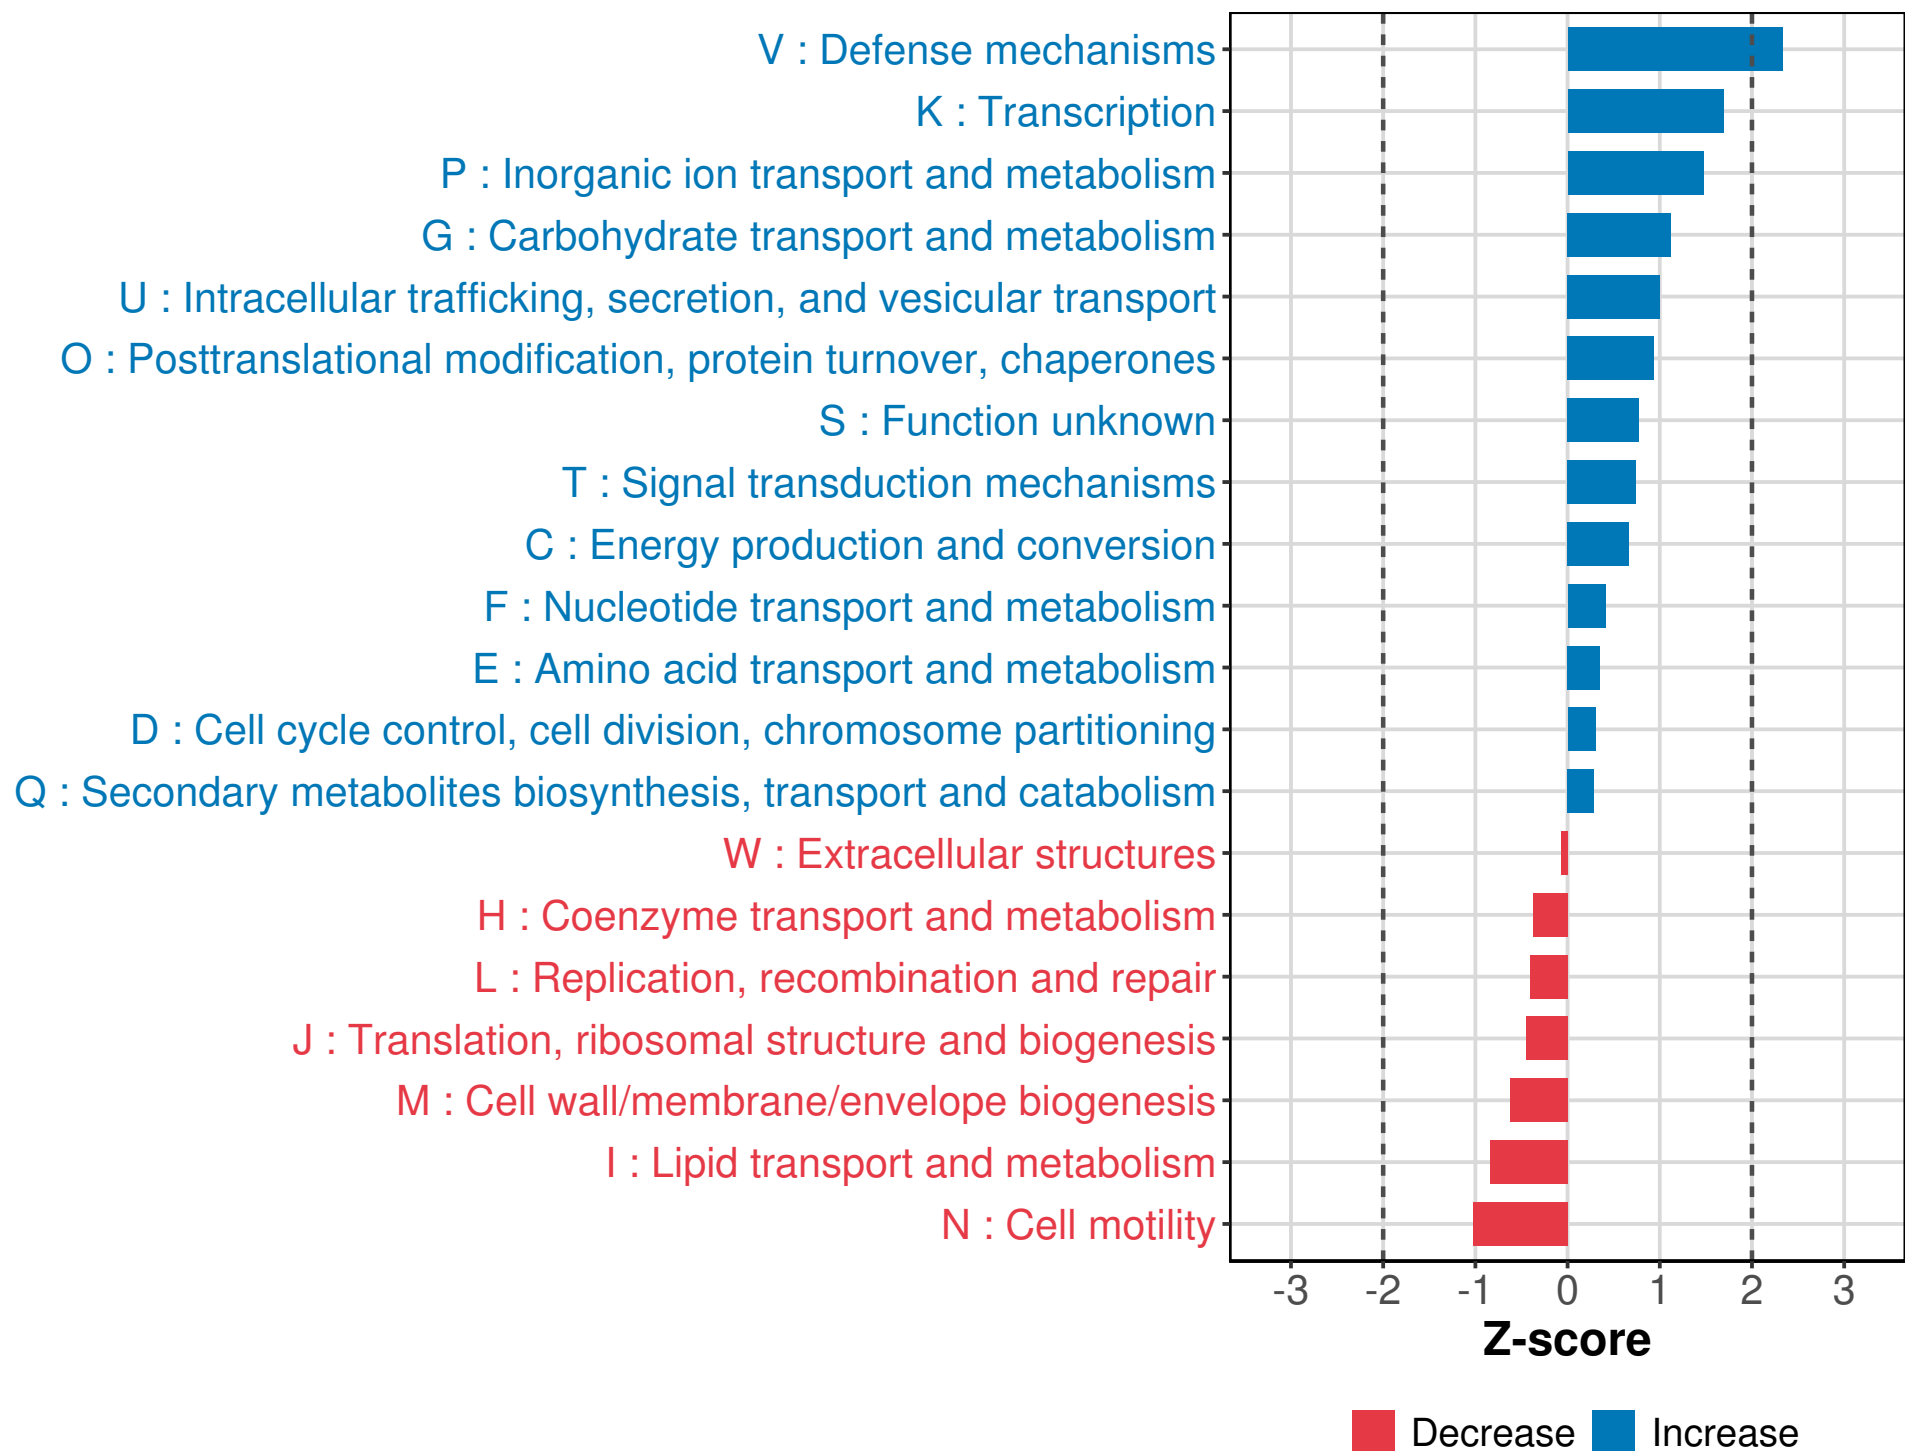 V : Defense mechanisms
K : Transcription
P : Inorganic ion transport and metabolism
G : Carbohydrate transport and metabolism
U : Intracellular trafficking, secretion, and vesicular transport
O : Posttranslational modification, protein turnover, chaperones
S : Function unknown
T : Signal transduction mechanisms
C : Energy production and conversion
F : Nucleotide transport and metabolism
E : Amino acid transport and metabolism
D : Cell cycle control, cell division, chromosome partitioning
Q : Secondary metabolites biosynthesis, transport and catabolism
W : Extracellular structures
H : Coenzyme transport and metabolism
L : Replication, recombination and repair
J : Translation, ribosomal structure and biogenesis
M : Cell wall/membrane/envelope biogenesis
I : Lipid transport and metabolism
N : Cell motility
-3 -2 -1 0 1 2 3
Z-score
Decrease Increase